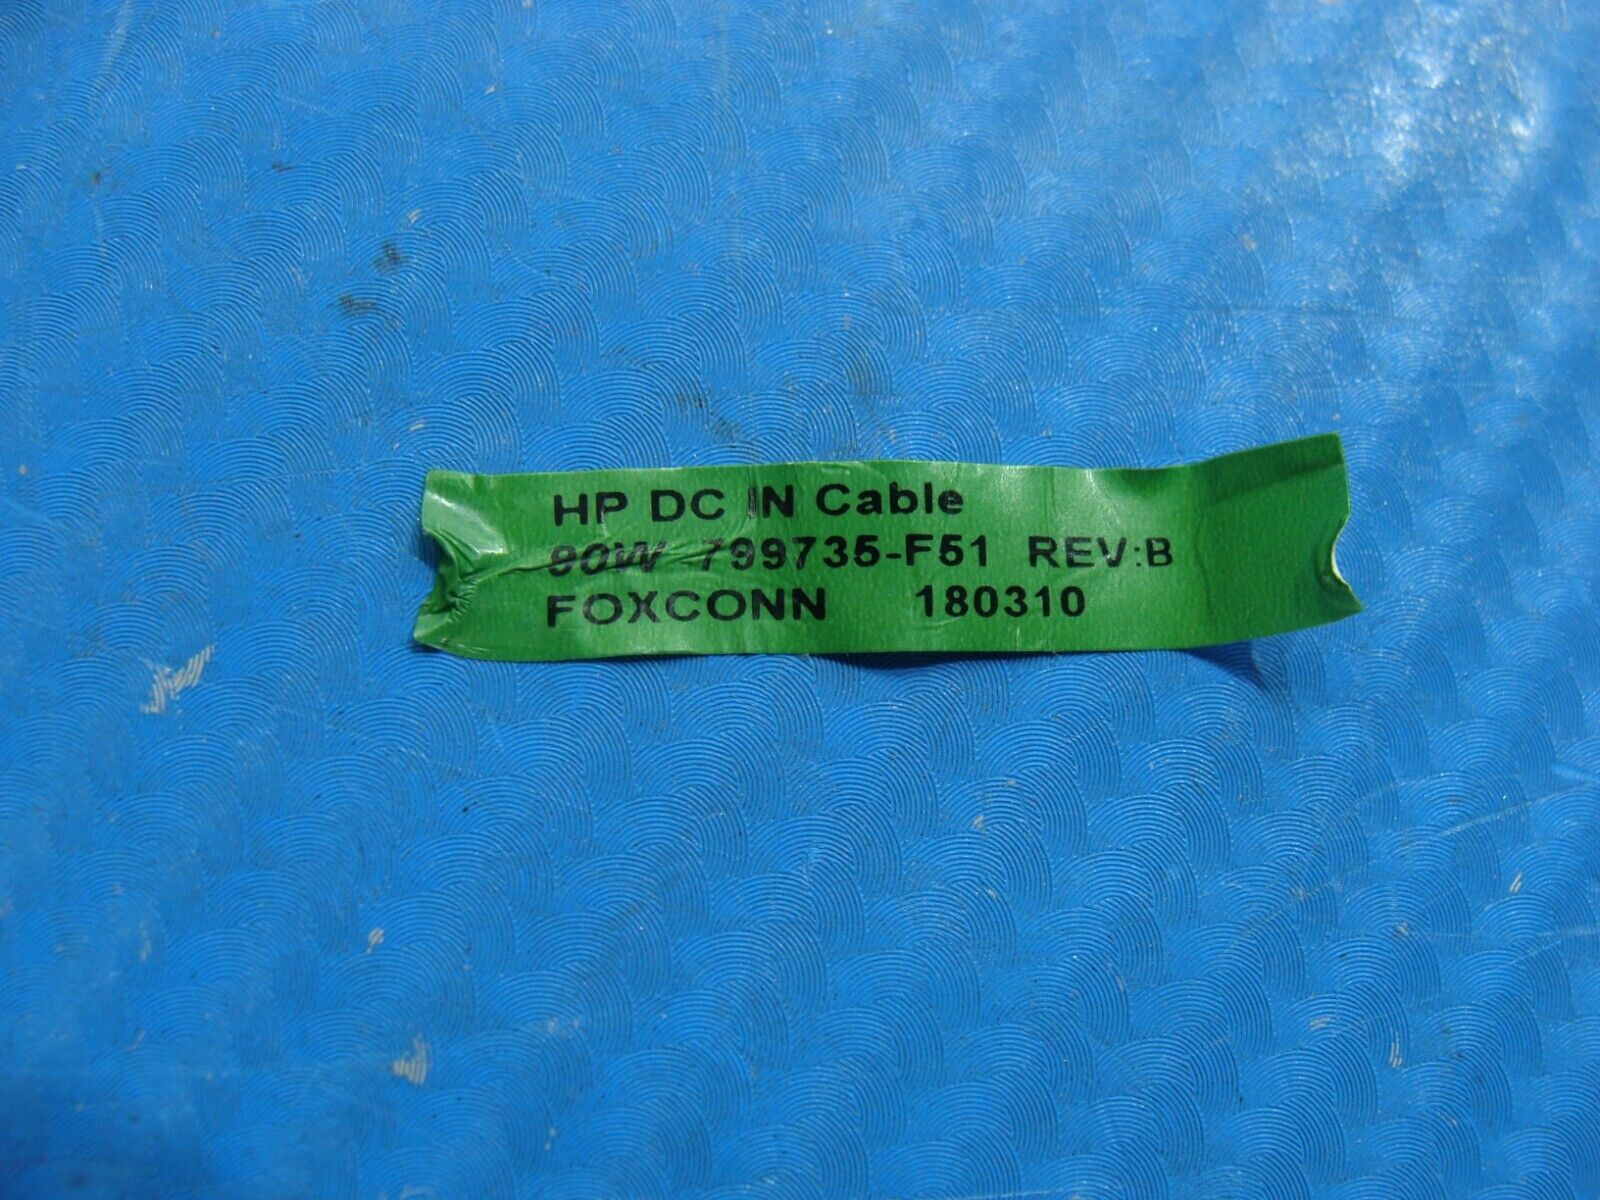 HP DC IN Cable
90W 799735-F51 REV:B
FOXCONN 180310